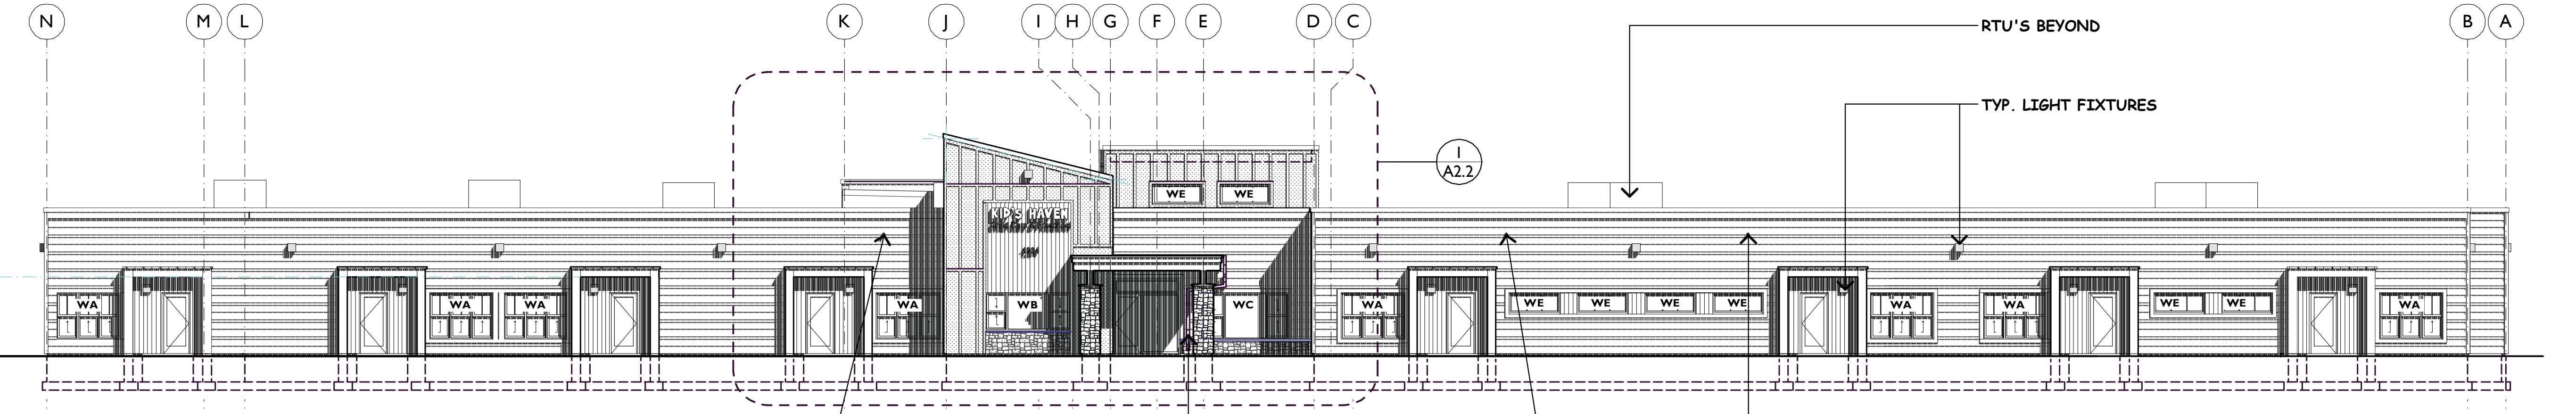 N M L K J I H G F E D C B A
RTU'S BEYOND
TYP. LIGHT FIXTURES
1
A2.2
WE WE
KID'S HAVEN
WA WA WA WA WB WC WA WE WE WE WE WA WA WE WE WA